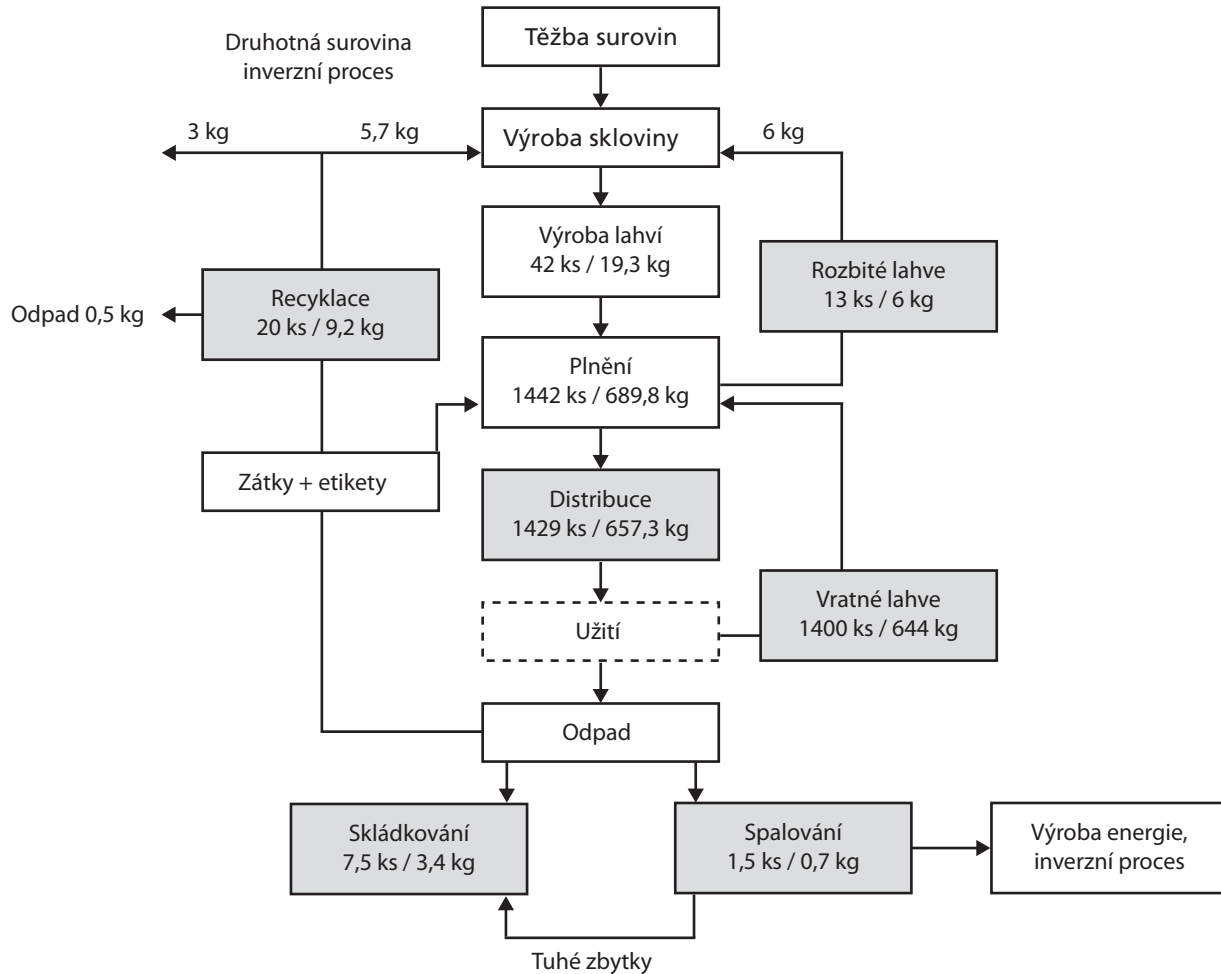 Těžba surovin
Druhotná surovina
inverzní proces
3 kg
5,7 kg
Výroba skloviny
6 kg
Výroba lahví
42 ks / 19,3 kg
Rozbité lahve
13 ks / 6 kg
Recyklace
20 ks / 9,2 kg
Odpad 0,5 kg
Plnění
1442 ks / 689,8 kg
Zátky + etikety
Distribuce
1429 ks / 657,3 kg
Vratné lahve
1400 ks / 644 kg
Užití
Odpad
Skládkování
7,5 ks / 3,4 kg
Spalování
1,5 ks / 0,7 kg
Výroba energie,
inverzní proces
Tuhé zbytky